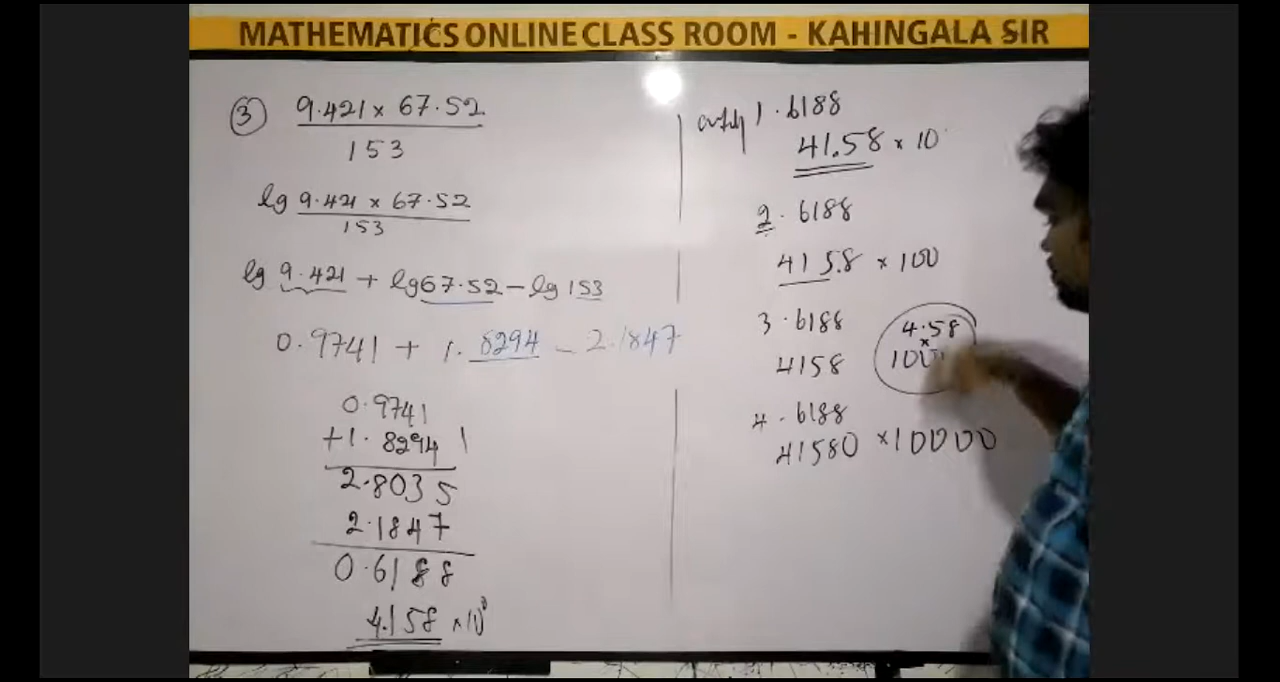 MATHEMATICS ONLINE CLASS ROOM - KAHINGALA SIR
③ 9.421 x 67.52
153
lg 9.421 x 67.52
153
lg 9.421 + lg 67.52 - lg 153
0.9741 + 1.8294 - 2.1847
0.9741
+1.8294
2.8035
2.1847
0.6188
4.158 x 10⁰
1.6188
41.58 x 10
2.6188
415.8 x 100
3.6188
4158
4.58
x
4.6188
41580 x 10000